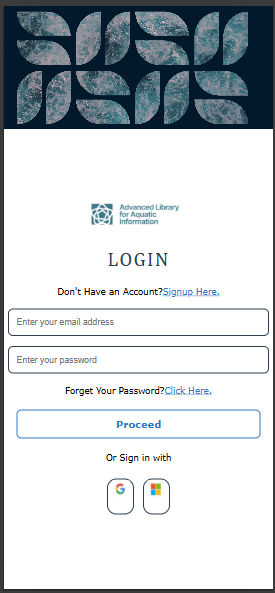 Advanced Library
for Aquatic
Information
LOGIN
Don't Have an Account?Signup Here.
Enter your email address
Enter your password
Forget Your Password?Click Here.
Proceed
Or Sign in with